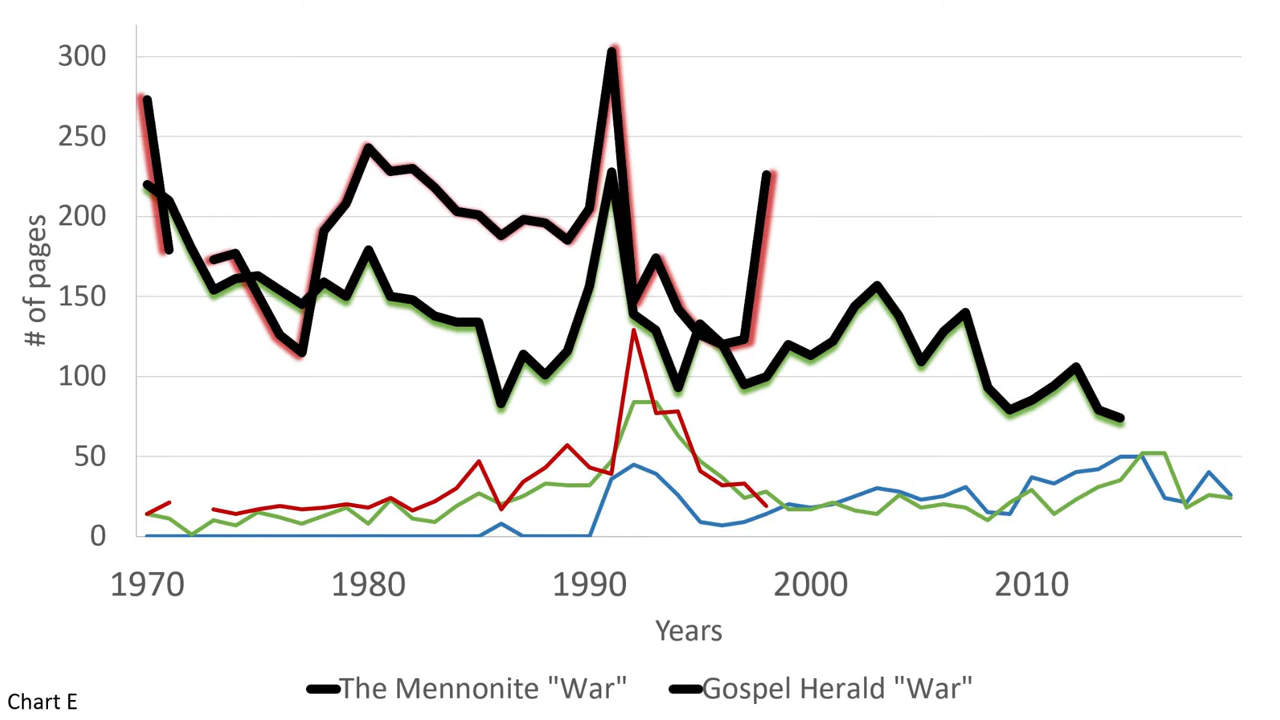 300
250
200
150
100
50
0
# of pages
1970 1980 1990 2000 2010
Years
The Mennonite "War" Gospel Herald "War"
Chart E